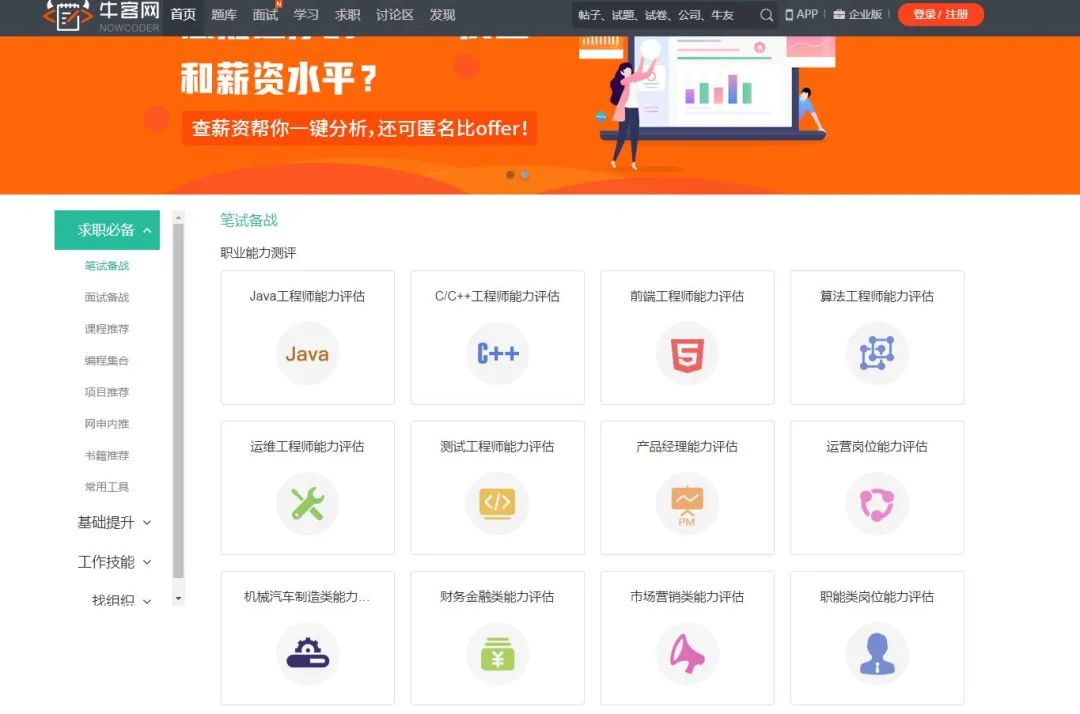 牛客网
NOWCODER
首页 题库 面试 学习 求职 讨论区 发现
N
帖子、试题、试卷、公司、牛友
APP
企业版
登录 / 注册
和薪资水平？
查薪资帮你一键分析,还可匿名比offer!
求职必备
笔试备战
面试备战
课程推荐
编程集合
项目推荐
网申内推
书籍推荐
常用工具
基础提升
工作技能
找组织
笔试备战
职业能力测评
Java工程师能力评估
Java
C/C++工程师能力评估
C++
前端工程师能力评估
5
算法工程师能力评估
运维工程师能力评估
测试工程师能力评估
</>
产品经理能力评估
PM
运营岗位能力评估
机械汽车制造类能力...
财务金融类能力评估
¥
市场营销类能力评估
职能类岗位能力评估